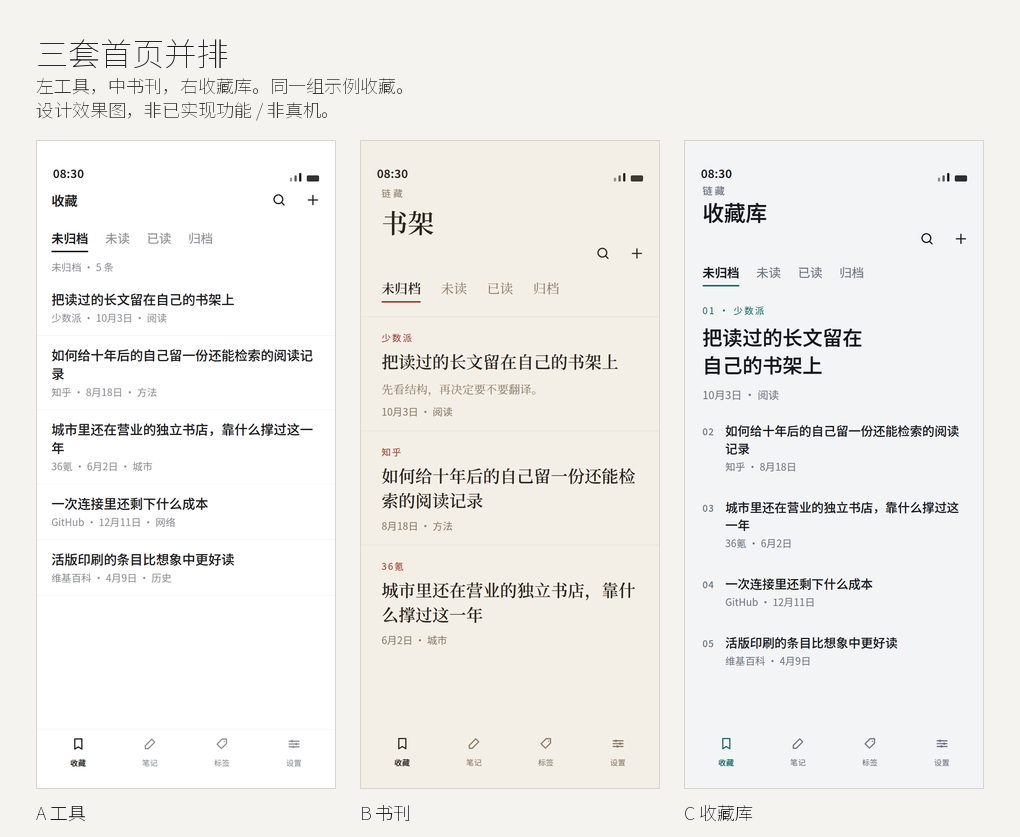 三套首页并排
左工具，中书刊，右收藏库。同一组示例收藏。
设计效果图，非已实现功能 / 非真机。
08:30
收藏
未归档 未读 已读 归档
未归档 · 5 条
把读过的长文留在自己的书架上
少数派 · 10月3日 · 阅读
如何给十年后的自己留一份还能检索的阅读记
录
知乎 · 8月18日 · 方法
城市里还在营业的独立书店，靠什么撑过这一
年
36氪 · 6月2日 · 城市
一次连接里还剩下什么成本
GitHub · 12月11日 · 网络
活版印刷的条目比想象中更好读
维基百科 · 4月9日 · 历史
收藏 笔记 标签 设置
A 工具
08:30
链藏
书架
未归档 未读 已读 归档
少数派
把读过的长文留在自己的书架上
先看结构，再决定要不要翻译。
10月3日 · 阅读
知乎
如何给十年后的自己留一份还能检
索的阅读记录
8月18日 · 方法
36氪
城市里还在营业的独立书店，靠什
么撑过这一年
6月2日 · 城市
收藏 笔记 标签 设置
B 书刊
08:30
链藏
收藏库
未归档 未读 已读 归档
01 · 少数派
把读过的长文留在
自己的书架上
10月3日 · 阅读
02 如何给十年后的自己留一份还能检索的阅读
记录
知乎 · 8月18日
03 城市里还在营业的独立书店，靠什么撑过这
一年
36氪 · 6月2日
04 一次连接里还剩下什么成本
GitHub · 12月11日
05 活版印刷的条目比想象中更好读
维基百科 · 4月9日
收藏 笔记 标签 设置
C 收藏库